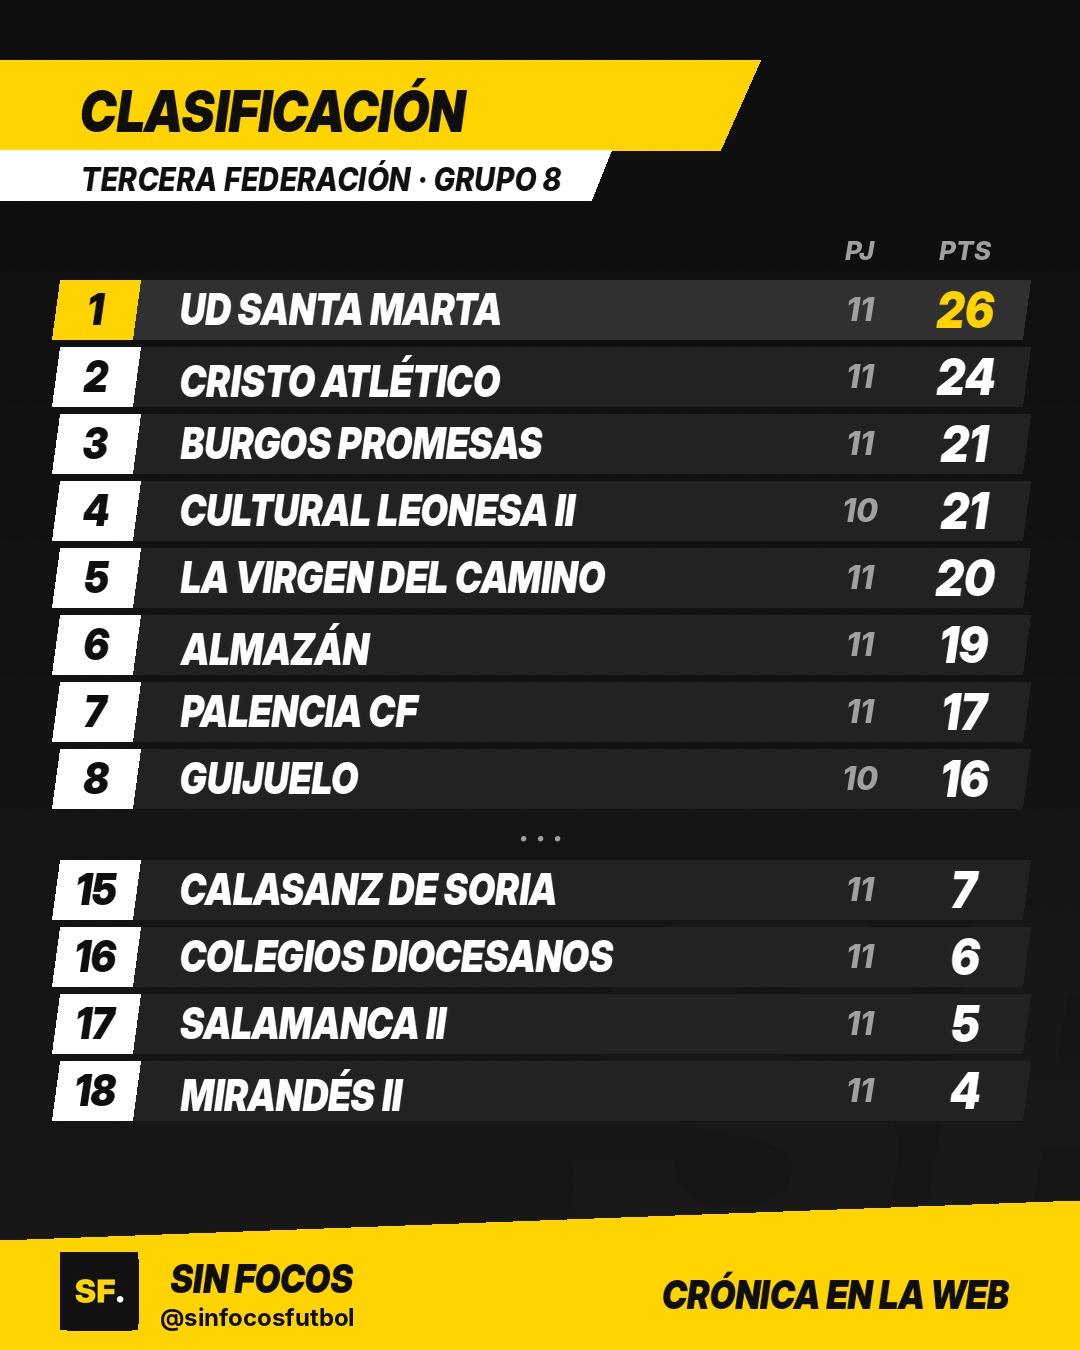 CLASIFICACIÓN
TERCERA FEDERACIÓN · GRUPO 8
PJ PTS
1 UD SANTA MARTA 11 26
2 CRISTO ATLÉTICO 11 24
3 BURGOS PROMESAS 11 21
4 CULTURAL LEONESA II 10 21
5 LA VIRGEN DEL CAMINO 11 20
6 ALMAZÁN 11 19
7 PALENCIA CF 11 17
8 GUIJUELO 10 16
...
15 CALASANZ DE SORIA 11 7
16 COLEGIOS DIOCESANOS 11 6
17 SALAMANCA II 11 5
18 MIRANDÉS II 11 4
SF.
SIN FOCOS
@sinfocosfutbol
CRÓNICA EN LA WEB